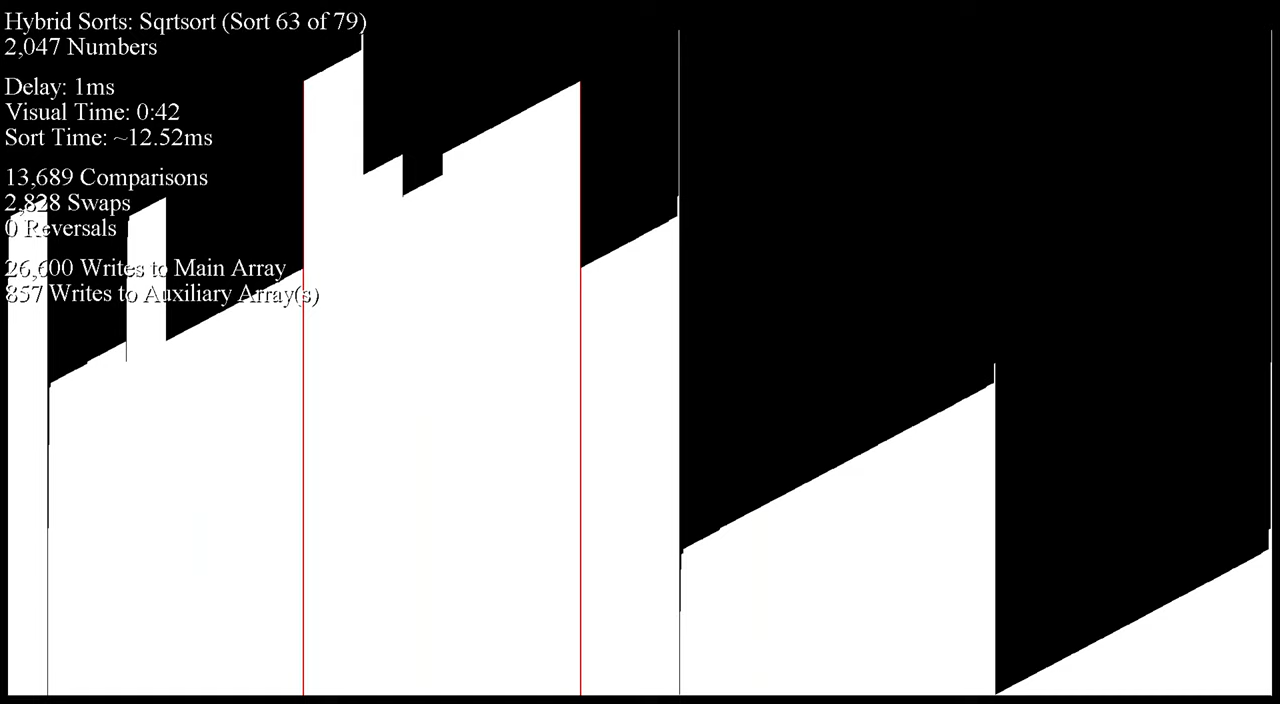 Hybrid Sorts: Sqrtsort (Sort 63 of 79)
2,047 Numbers
Delay: 1ms
Visual Time: 0:42
Sort Time: ~12.52ms
13,689 Comparisons
2,828 Swaps
0 Reversals
26,600 Writes to Main Array
857 Writes to Auxiliary Array(s)